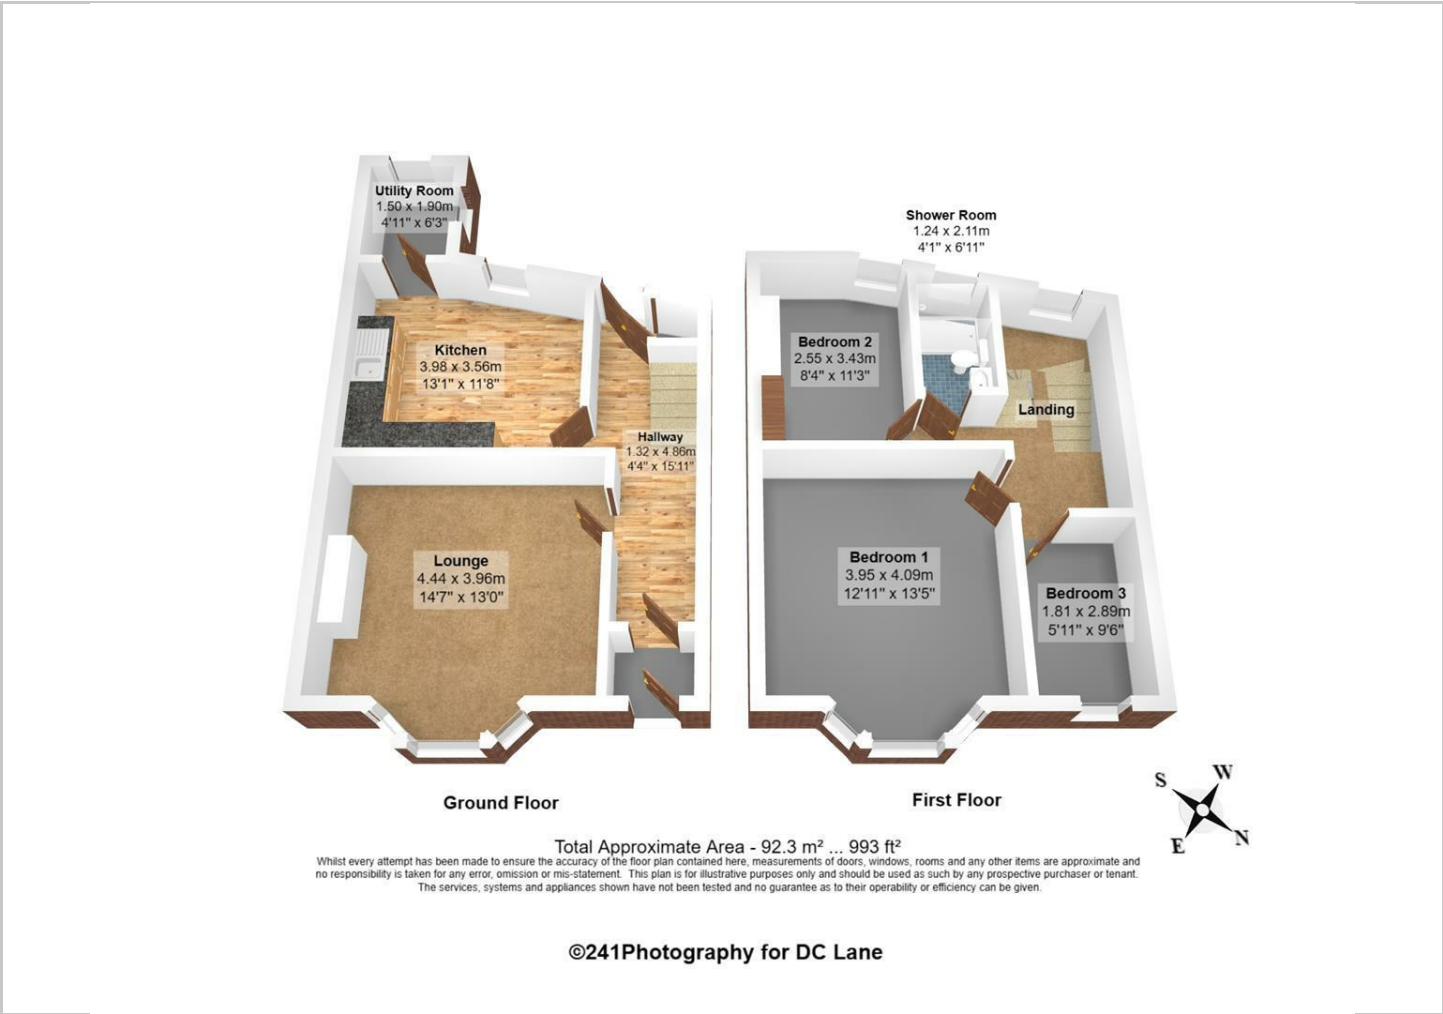 Utility Room
1.50 x 1.90m
4'11" x 6'3"
Kitchen
3.98 x 3.56m
13'1" x 11'8"
Hallway
1.32 x 4.86m
4'4" x 15'11"
Lounge
4.44 x 3.96m
14'7" x 13'0"
Ground Floor
Shower Room
1.24 x 2.11m
4'1" x 6'11"
Bedroom 2
2.55 x 3.43m
8'4" x 11'3"
Landing
Bedroom 1
3.95 x 4.09m
12'11" x 13'5"
Bedroom 3
1.81 x 2.89m
5'11" x 9'6"
First Floor
S W
E N
Total Approximate Area - 92.3 m² ... 993 ft²
Whilst every attempt has been made to ensure the accuracy of the floor plan contained here, measurements of doors, windows, rooms and any other items are approximate and
no responsibility is taken for any error, omission or mis-statement. This plan is for illustrative purposes only and should be used as such by any prospective purchaser or tenant.
The services, systems and appliances shown have not been tested and no guarantee as to their operability or efficiency can be given.
©241Photography for DC Lane